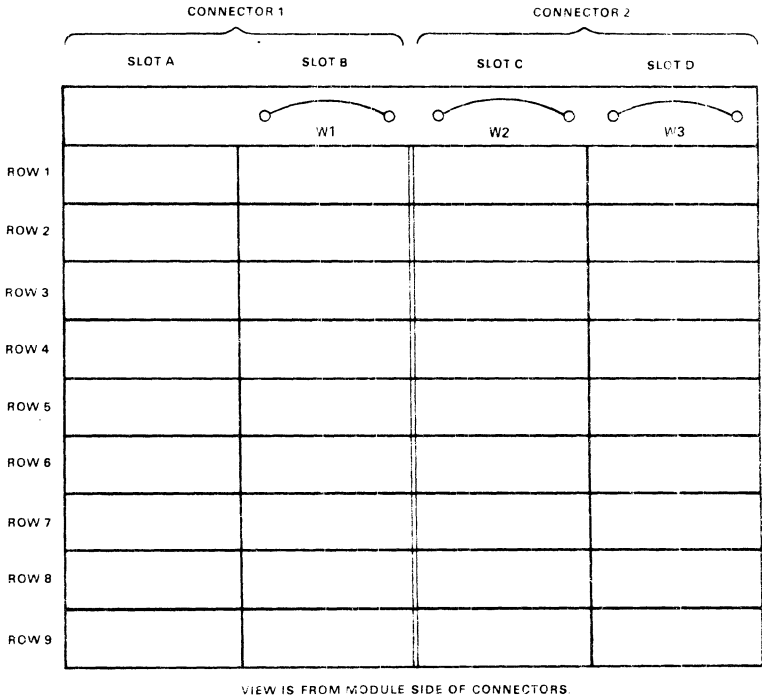 CONNECTOR 1 CONNECTOR 2
SLOT A SLOT B SLOT C SLOT D
W1 W2 W3
ROW 1
ROW 2
ROW 3
ROW 4
ROW 5
ROW 6
ROW 7
ROW 8
ROW 9
VIEW IS FROM MODULE SIDE OF CONNECTORS.